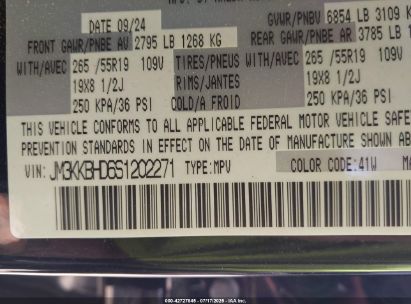 DATE 09/24
GVWR/PNBV 6854 LB 3109 K
FRONT GAWR/PNBE AV 2795 LB 1268 KG
REAR GAWR/PNBE AR 3785 LB 1
WITH/AVEC 265 /55R19 109V
TIRES/PNEUS WITH/AVEC 265 /55R19 109V
19X8 1/2J RIMS/JANTES 19X8 1/2J
250 KPA/36 PSI COLD/A FROID 250 KPA/36 PSI
THIS VEHICLE CONFORMS TO ALL APPLICABLE FEDERAL MOTOR VEHICLE SAFE
PREVENTION STANDARDS IN EFFECT ON THE DATE OF MANUFACTURE SHOWN AB
VIN: JM3KKBHD6S1202271 TYPE:MPV COLOR CODE:41W
000-42727845 - 07/17/2025 - IAA Inc.